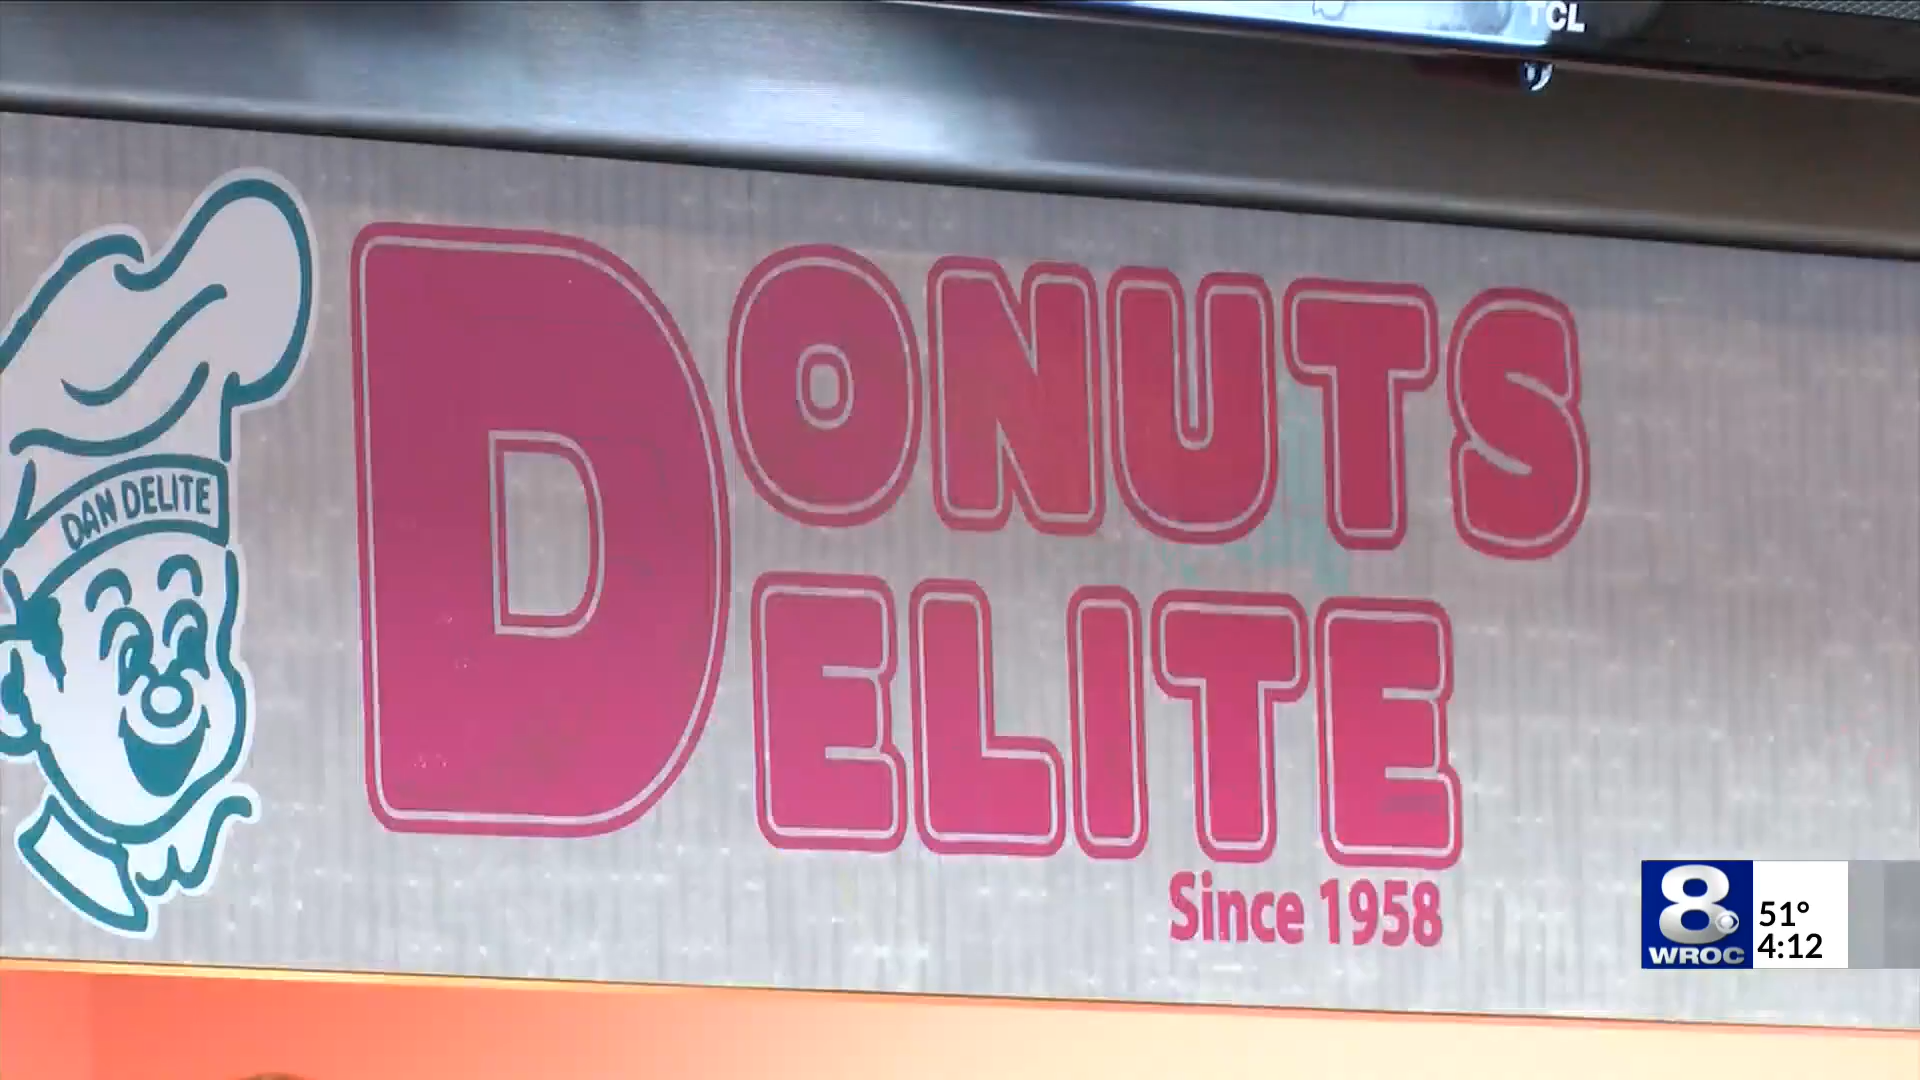 TCL
DAN DELITE
DONUTS
DELITE
Since 1958
8
WROC
51°
4:12